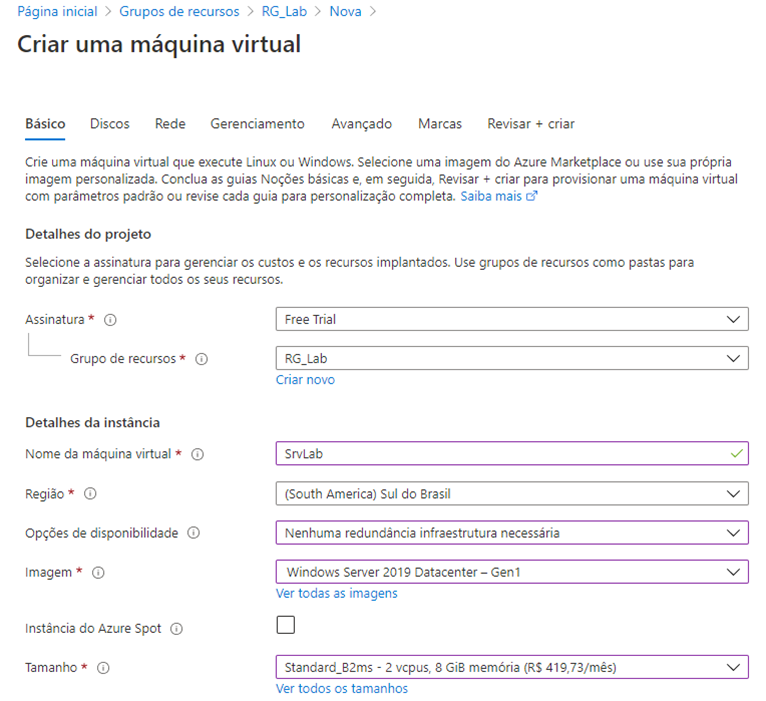 Página inicial > Grupos de recursos > RG_Lab > Nova >
Criar uma máquina virtual
Básico Discos Rede Gerenciamento Avançado Marcas Revisar + criar
Crie uma máquina virtual que execute Linux ou Windows. Selecione uma imagem do Azure Marketplace ou use sua própria
imagem personalizada. Conclua as guias Noções básicas e, em seguida, Revisar + criar para provisionar uma máquina virtual
com parâmetros padrão ou revise cada guia para personalização completa. Saiba mais
Detalhes do projeto
Selecione a assinatura para gerenciar os custos e os recursos implantados. Use grupos de recursos como pastas para
organizar e gerenciar todos os seus recursos.
Assinatura * Free Trial
Grupo de recursos * RG_Lab
Criar novo
Detalhes da instância
Nome da máquina virtual * SrvLab
Região * (South America) Sul do Brasil
Opções de disponibilidade Nenhuma redundância infraestrutura necessária
Imagem * Windows Server 2019 Datacenter – Gen1
Ver todas as imagens
Instância do Azure Spot
Tamanho * Standard_B2ms - 2 vcpus, 8 GiB memória (R$ 419,73/mês)
Ver todos os tamanhos